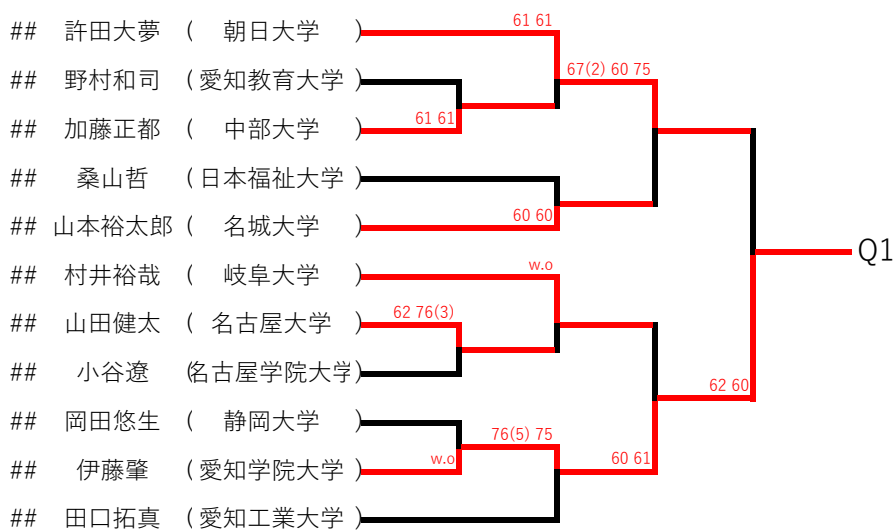 61 61
## 許田大夢 ( 朝日大学 )
67(2) 60 75
## 野村和司 ( 愛知教育大学 )
61 61
## 加藤正都 ( 中部大学 )
## 桑山哲 ( 日本福祉大学 )
60 60
## 山本裕太郎 ( 名城大学 )
Q1
w.o
## 村井裕哉 ( 岐阜大学 )
62 76(3)
## 山田健太 ( 名古屋大学 )
## 小谷遼 (名古屋学院大学)
62 60
## 岡田悠生 ( 静岡大学 )
76(5) 75
w.o
60 61
## 伊藤肇 ( 愛知学院大学 )
## 田口拓真 ( 愛知工業大学 )